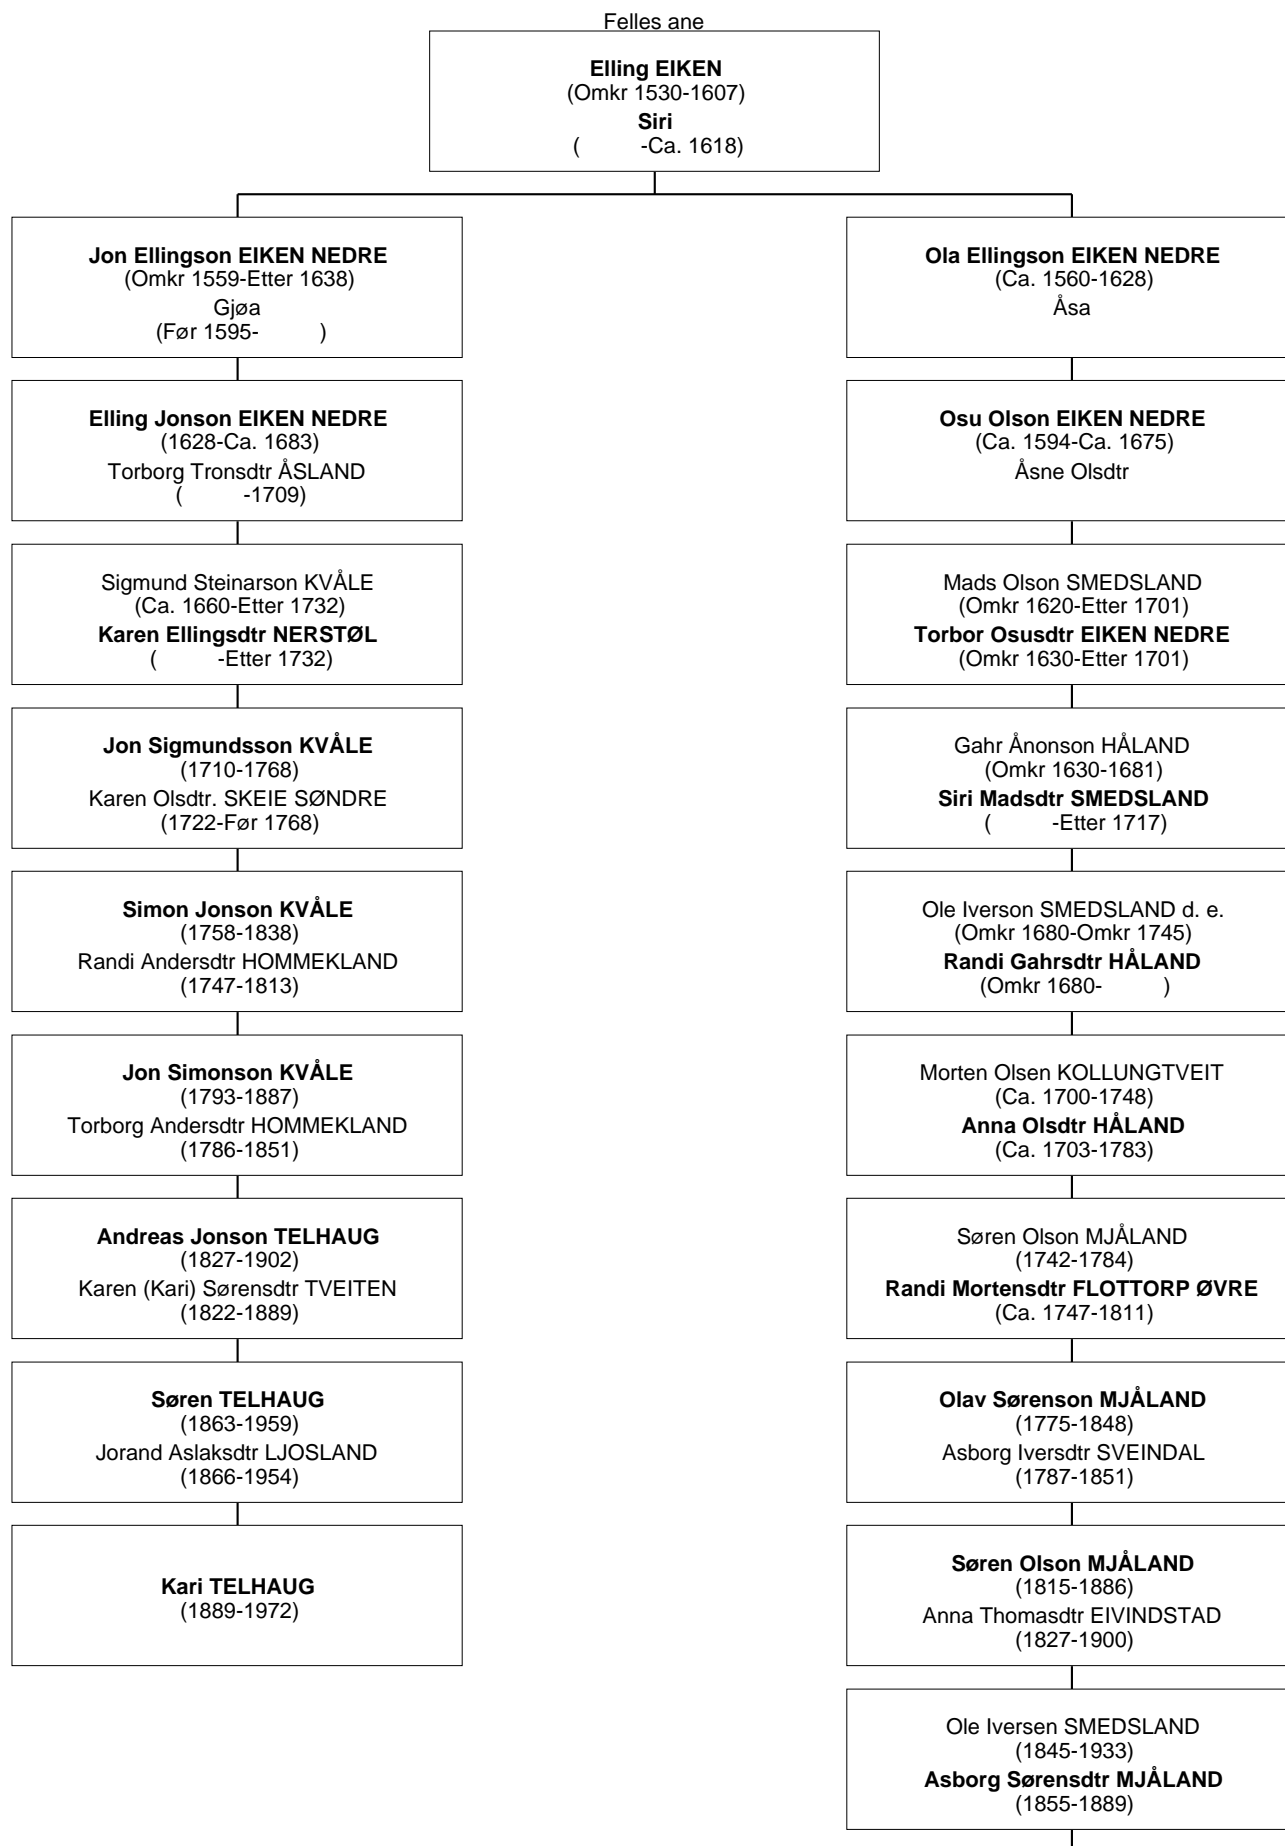 Felles ane
Elling EIKEN
(Omkr 1530-1607)
Siri
( -Ca. 1618)
Jon Ellingson EIKEN NEDRE
(Omkr 1559-Etter 1638)
Gjøa
(Før 1595- )
Elling Jonson EIKEN NEDRE
(1628-Ca. 1683)
Torborg Tronsdtr ÅSLAND
( -1709)
Sigmund Steinarson KVÅLE
(Ca. 1660-Etter 1732)
Karen Ellingsdtr NERSTØL
( -Etter 1732)
Jon Sigmundsson KVÅLE
(1710-1768)
Karen Olsdtr. SKEIE SØNDRE
(1722-Før 1768)
Simon Jonson KVÅLE
(1758-1838)
Randi Andersdtr HOMMEKLAND
(1747-1813)
Jon Simonson KVÅLE
(1793-1887)
Torborg Andersdtr HOMMEKLAND
(1786-1851)
Andreas Jonson TELHAUG
(1827-1902)
Karen (Kari) Sørensdtr TVEITEN
(1822-1889)
Søren TELHAUG
(1863-1959)
Jorand Aslaksdtr LJOSLAND
(1866-1954)
Kari TELHAUG
(1889-1972)
Ola Ellingson EIKEN NEDRE
(Ca. 1560-1628)
Åsa
Osu Olson EIKEN NEDRE
(Ca. 1594-Ca. 1675)
Åsne Olsdtr
Mads Olson SMEDSLAND
(Omkr 1620-Etter 1701)
Torbor Osusdtr EIKEN NEDRE
(Omkr 1630-Etter 1701)
Gahr Ånonson HÅLAND
(Omkr 1630-1681)
Siri Madsdtr SMEDSLAND
( -Etter 1717)
Ole Iverson SMEDSLAND d. e.
(Omkr 1680-Omkr 1745)
Randi Gahrsdtr HÅLAND
(Omkr 1680- )
Morten Olsen KOLLUNGTVEIT
(Ca. 1700-1748)
Anna Olsdtr HÅLAND
(Ca. 1703-1783)
Søren Olson MJÅLAND
(1742-1784)
Randi Mortensdtr FLOTTORP ØVRE
(Ca. 1747-1811)
Olav Sørenson MJÅLAND
(1775-1848)
Asborg Iversdtr SVEINDAL
(1787-1851)
Søren Olson MJÅLAND
(1815-1886)
Anna Thomasdtr EIVINDSTAD
(1827-1900)
Ole Iversen SMEDSLAND
(1845-1933)
Asborg Sørensdtr MJÅLAND
(1855-1889)